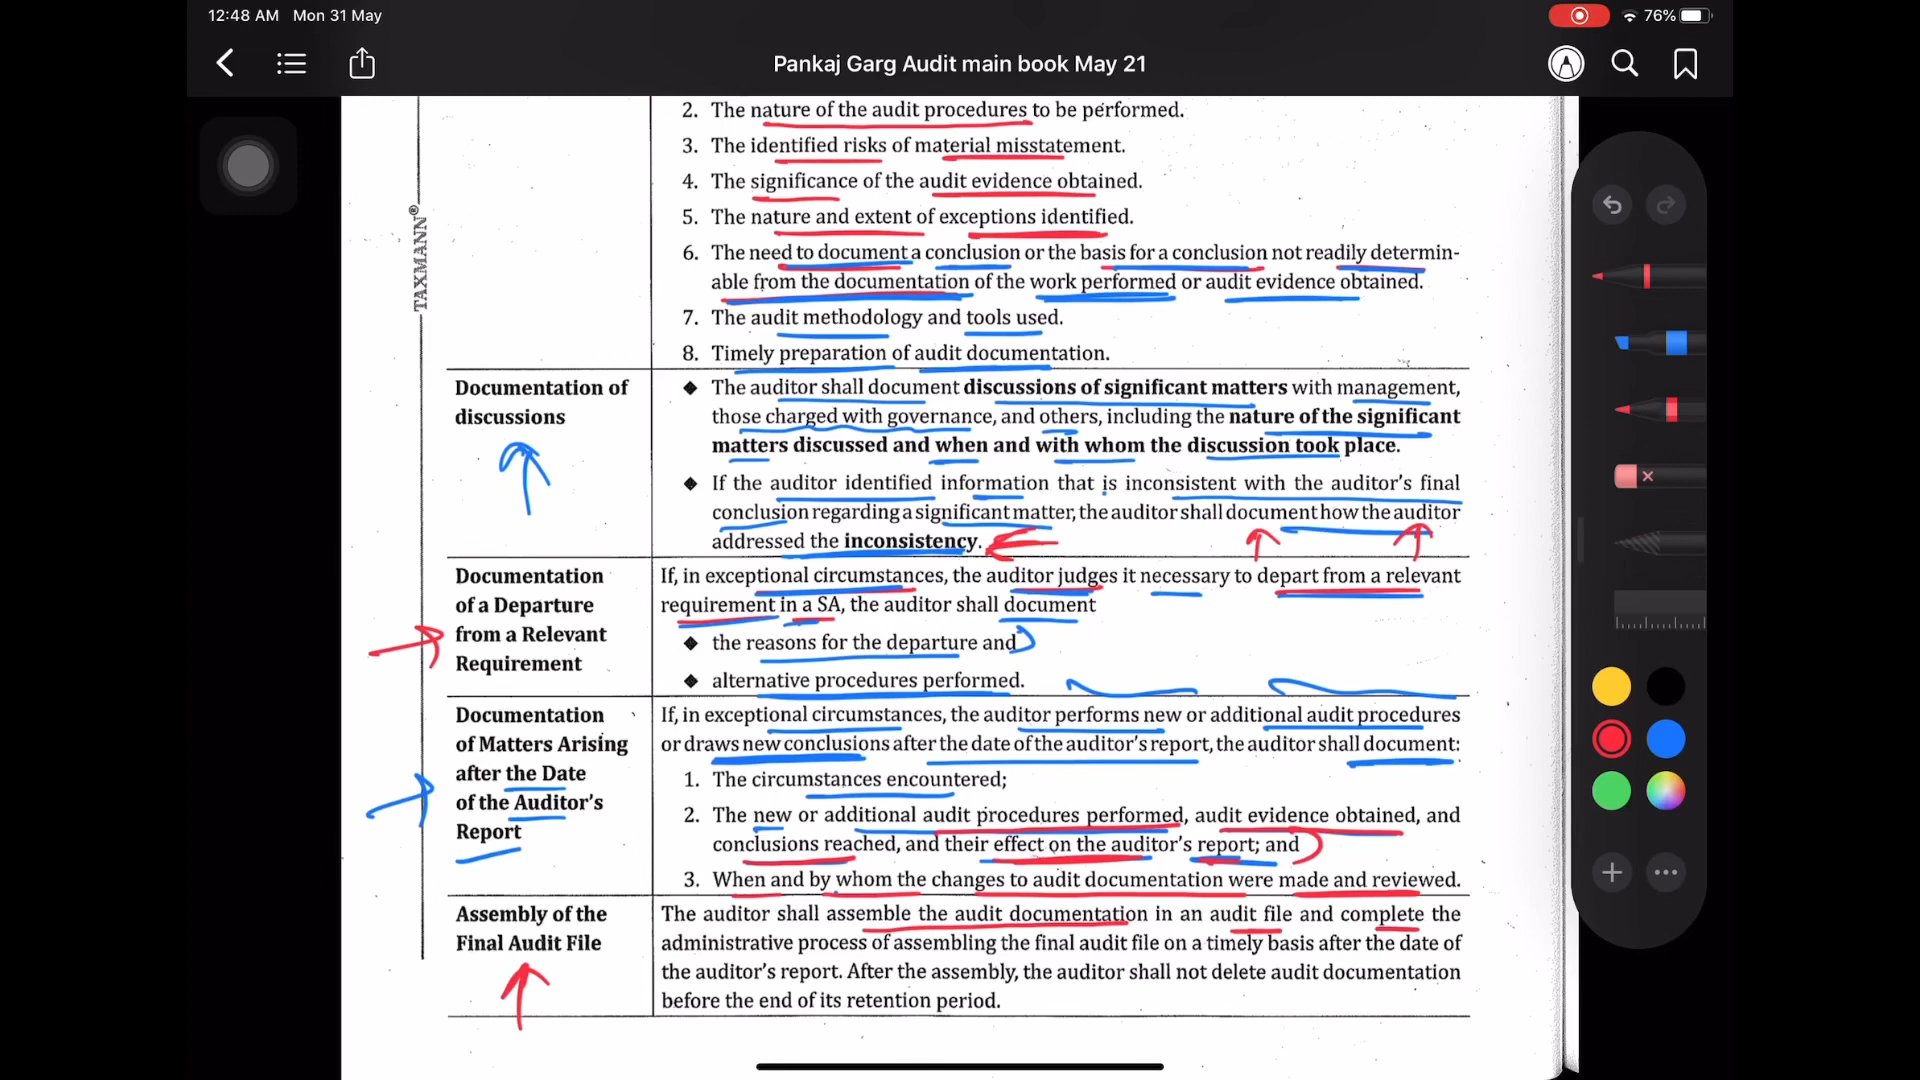 12:48 AM Mon 31 May
76%
Pankaj Garg Audit main book May 21
TAXMANN®
2. The nature of the audit procedures to be performed.
3. The identified risks of material misstatement.
4. The significance of the audit evidence obtained.
5. The nature and extent of exceptions identified.
6. The need to document a conclusion or the basis for a conclusion not readily determin-
able from the documentation of the work performed or audit evidence obtained.
7. The audit methodology and tools used.
8. Timely preparation of audit documentation.
Documentation of
discussions
◆ The auditor shall document discussions of significant matters with management,
those charged with governance, and others, including the nature of the significant
matters discussed and when and with whom the discussion took place.
◆ If the auditor identified information that is inconsistent with the auditor's final
conclusion regarding a significant matter, the auditor shall document how the auditor
addressed the inconsistency.
Documentation
of a Departure
from a Relevant
Requirement
If, in exceptional circumstances, the auditor judges it necessary to depart from a relevant
requirement in a SA, the auditor shall document
◆ the reasons for the departure and
◆ alternative procedures performed.
Documentation
of Matters Arising
after the Date
of the Auditor's
Report
If, in exceptional circumstances, the auditor performs new or additional audit procedures
or draws new conclusions after the date of the auditor's report, the auditor shall document:
1. The circumstances encountered;
2. The new or additional audit procedures performed, audit evidence obtained, and
conclusions reached, and their effect on the auditor's report; and
3. When and by whom the changes to audit documentation were made and reviewed.
Assembly of the
Final Audit File
The auditor shall assemble the audit documentation in an audit file and complete the
administrative process of assembling the final audit file on a timely basis after the date of
the auditor's report. After the assembly, the auditor shall not delete audit documentation
before the end of its retention period.